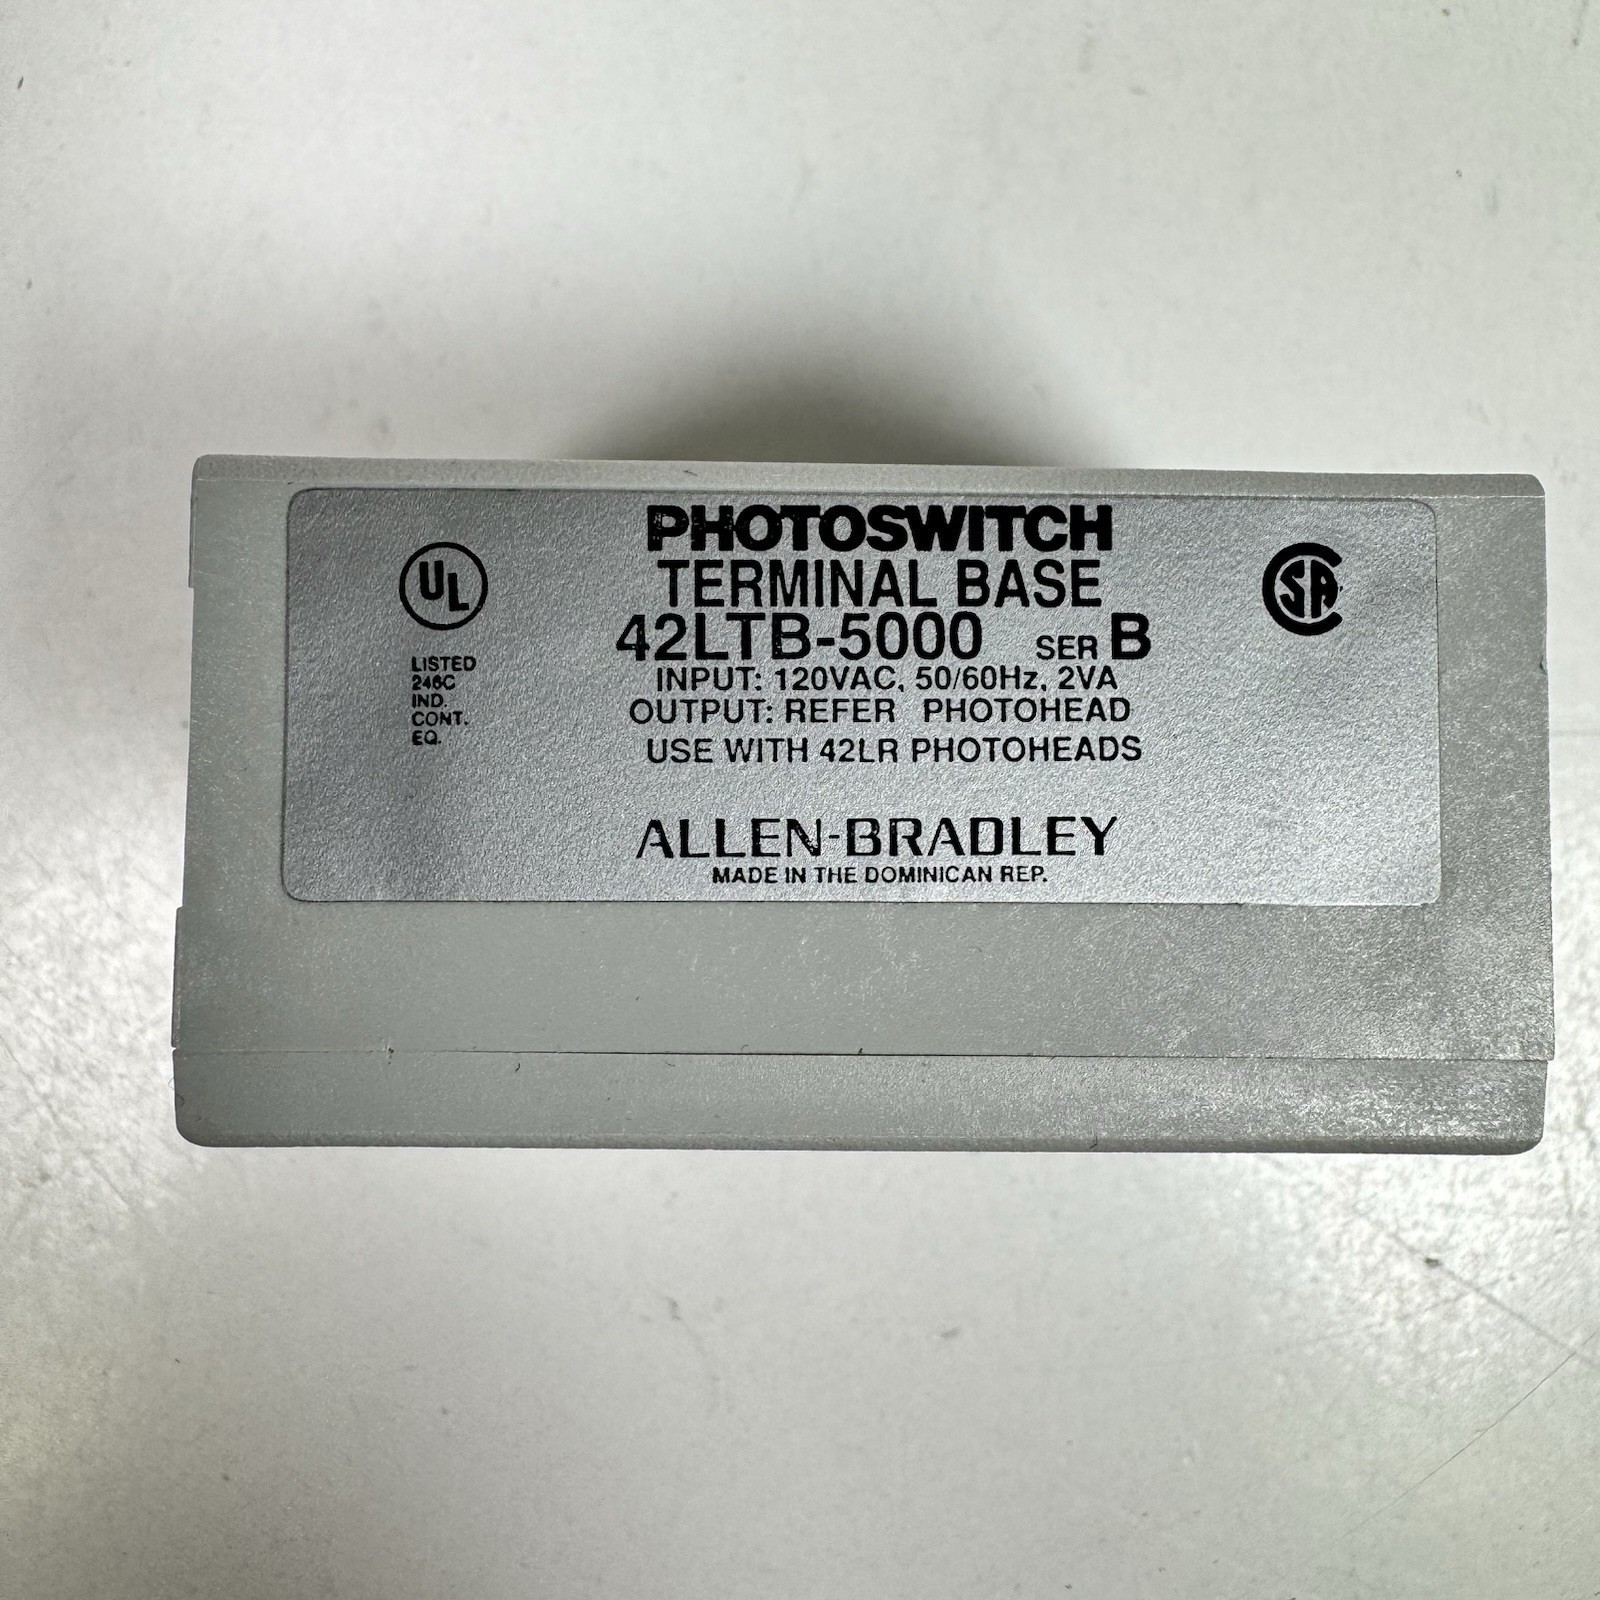 PHOTOSWITCH
TERMINAL BASE
42LTB-5000 SER B
INPUT: 120VAC, 50/60Hz, 2VA
OUTPUT: REFER PHOTOHEAD
USE WITH 42LR PHOTOHEADS
ALLEN-BRADLEY
MADE IN THE DOMINICAN REP.
UL
LISTED
246C
IND.
CONT.
EQ.
SA